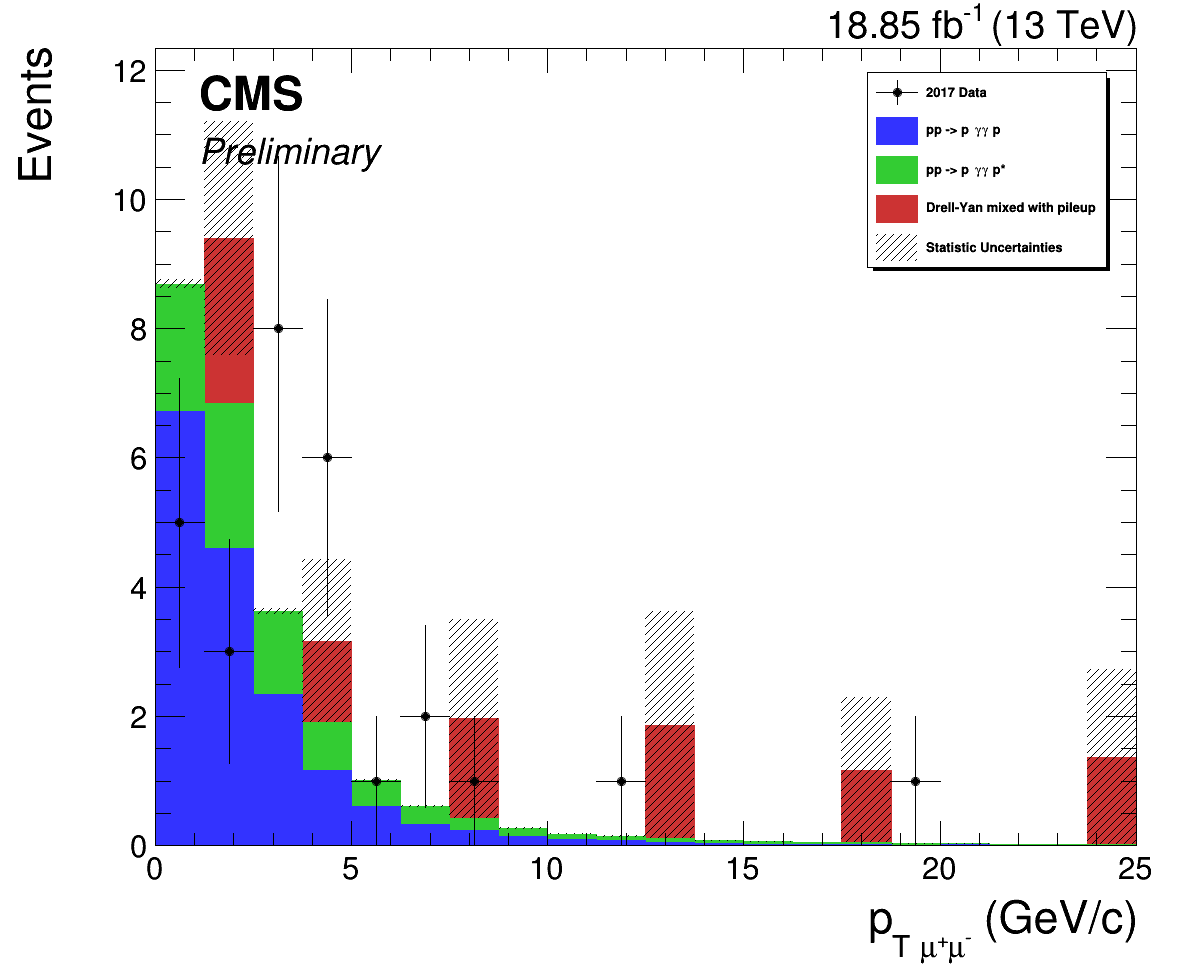 18.85 fb⁻¹ (13 TeV)
Events
CMS
Preliminary
2017 Data
pp -> p γγ p
pp -> p γγ p*
Drell-Yan mixed with pileup
Statistic Uncertainties
12
10
8
6
4
2
0
0 5 10 15 20 25
p_T μ⁺μ⁻ (GeV/c)